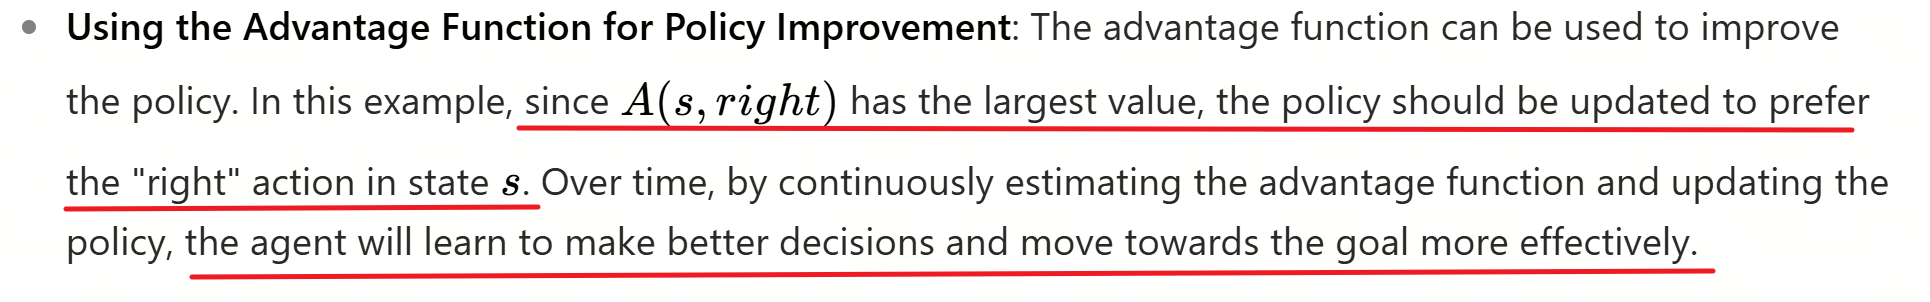 • Using the Advantage Function for Policy Improvement: The advantage function can be used to improve
the policy. In this example, since A(s, right) has the largest value, the policy should be updated to prefer
the "right" action in state s. Over time, by continuously estimating the advantage function and updating the
policy, the agent will learn to make better decisions and move towards the goal more effectively.